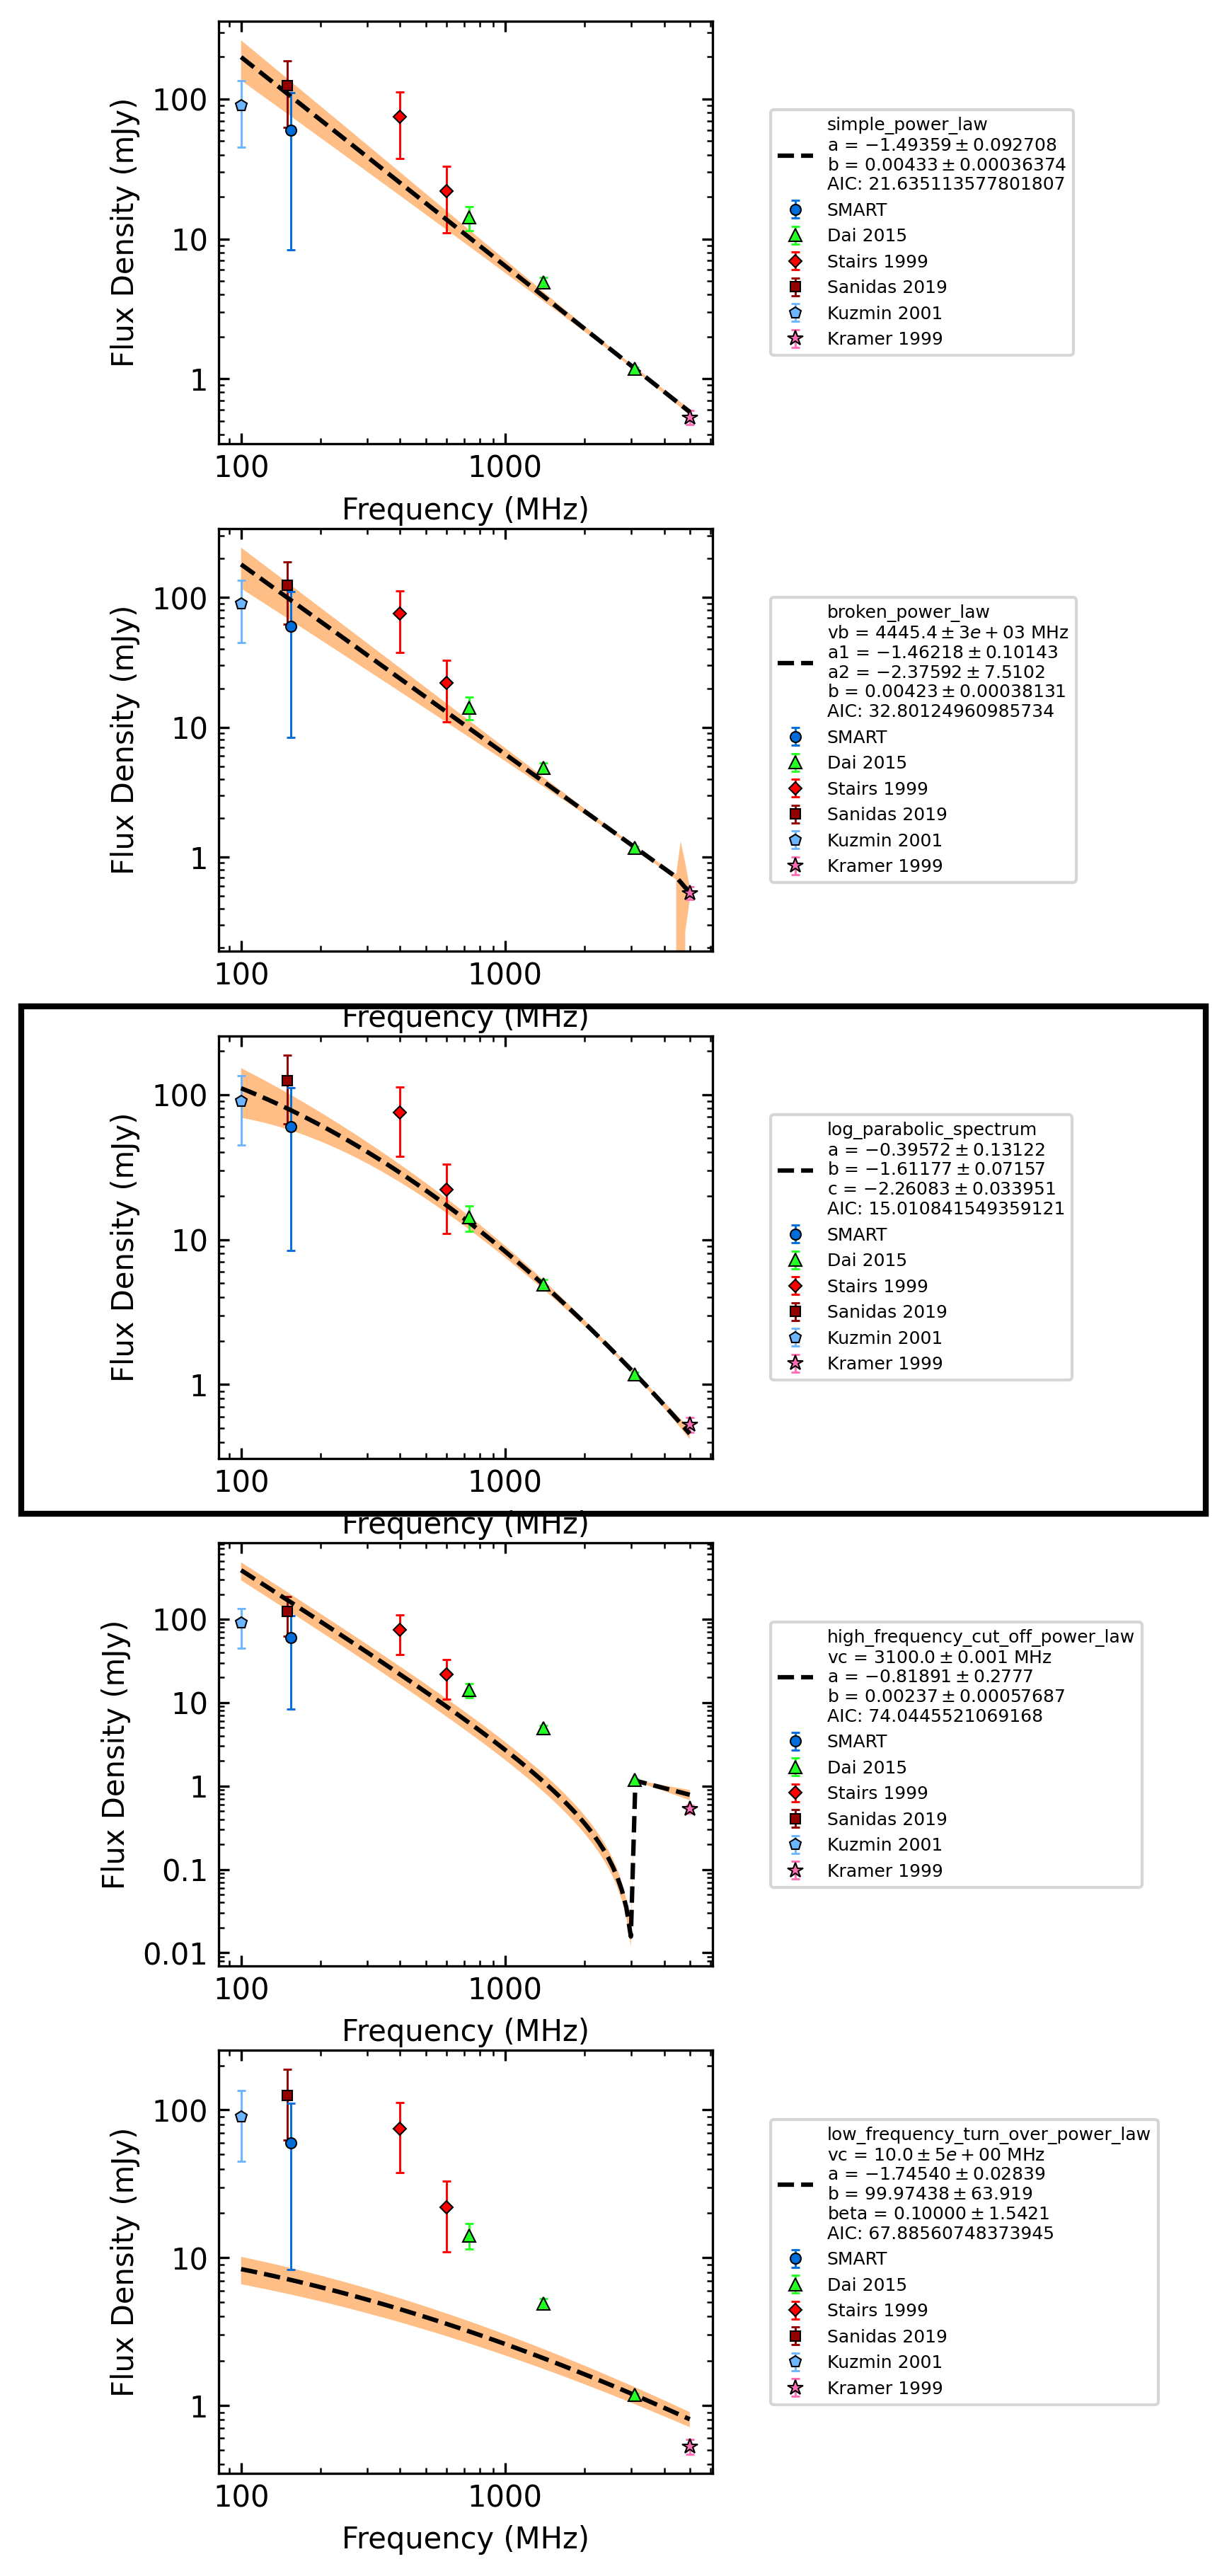 100
10
1
Flux Density (mJy)
100
1000
Frequency (MHz)
simple_power_law
a = −1.49359 ± 0.092708
b = 0.00433 ± 0.00036374
AIC: 21.635113577801807
SMART
Dai 2015
Stairs 1999
Sanidas 2019
Kuzmin 2001
Kramer 1999
100
10
1
Flux Density (mJy)
100
1000
Frequency (MHz)
broken_power_law
vb = 4445.4 ± 3e + 03 MHz
a1 = −1.46218 ± 0.10143
a2 = −2.37592 ± 7.5102
b = 0.00423 ± 0.00038131
AIC: 32.80124960985734
SMART
Dai 2015
Stairs 1999
Sanidas 2019
Kuzmin 2001
Kramer 1999
100
10
1
Flux Density (mJy)
100
1000
Frequency (MHz)
log_parabolic_spectrum
a = −0.39572 ± 0.13122
b = −1.61177 ± 0.07157
c = −2.26083 ± 0.033951
AIC: 15.010841549359121
SMART
Dai 2015
Stairs 1999
Sanidas 2019
Kuzmin 2001
Kramer 1999
100
10
1
0.1
0.01
Flux Density (mJy)
100
1000
Frequency (MHz)
high_frequency_cut_off_power_law
vc = 3100.0 ± 0.001 MHz
a = −0.81891 ± 0.2777
b = 0.00237 ± 0.00057687
AIC: 74.0445521069168
SMART
Dai 2015
Stairs 1999
Sanidas 2019
Kuzmin 2001
Kramer 1999
100
10
1
Flux Density (mJy)
100
1000
Frequency (MHz)
low_frequency_turn_over_power_law
vc = 10.0 ± 5e + 00 MHz
a = −1.74540 ± 0.02839
b = 99.97438 ± 63.919
beta = 0.10000 ± 1.5421
AIC: 67.88560748373945
SMART
Dai 2015
Stairs 1999
Sanidas 2019
Kuzmin 2001
Kramer 1999